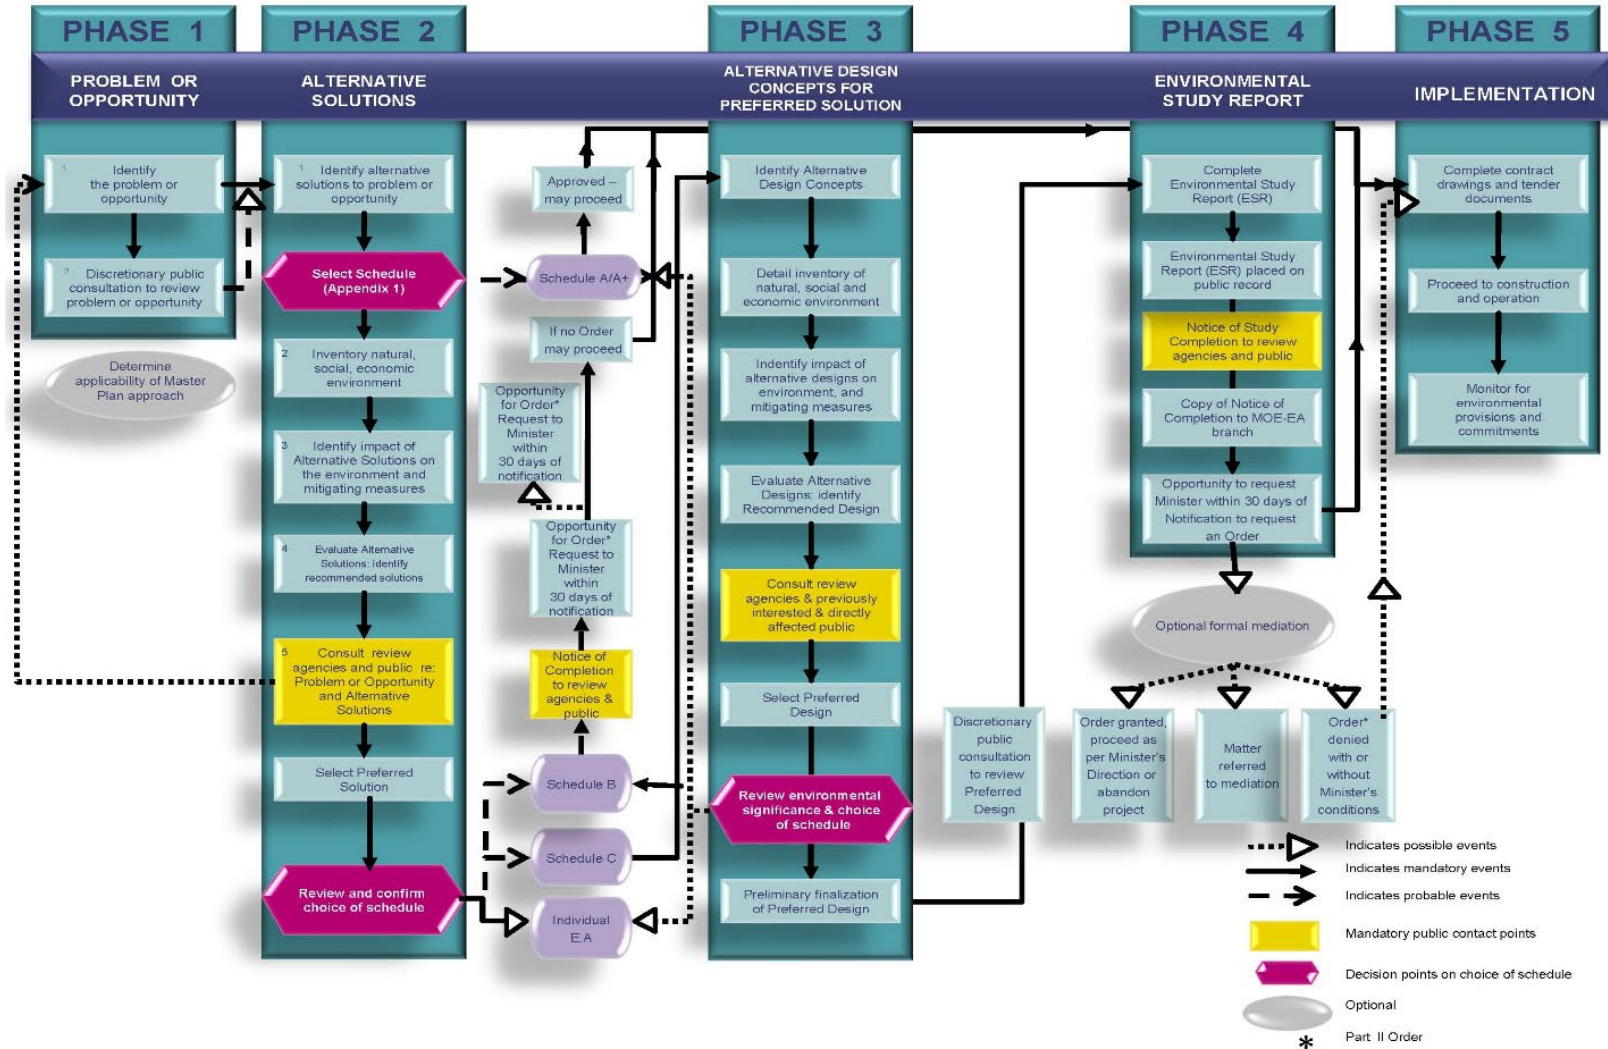 PHASE 1
PROBLEM OR
OPPORTUNITY
1
Identify
the problem or
opportunity
2
Discretionary public
consultation to review
problem or opportunity
Determine
applicability of Master
Plan approach
PHASE 2
ALTERNATIVE
SOLUTIONS
1
Identify alternative
solutions to problem or
opportunity
Select Schedule
(Appendix 1)
2
Inventory natural,
social, economic
environment
3
Identify impact of
Alternative Solutions on
the environment and
mitigating measures
4
Evaluate Alternative
Solutions: identify
recommended solutions
5
Consult review
agencies and public re:
Problem or Opportunity
and Alternative
Solutions
Select Preferred
Solution
Review and confirm
choice of schedule
Approved –
may proceed
Schedule A/A+
If no Order
may proceed
Opportunity
for Order*
Request to
Minister
within
30 days of
notification
Opportunity
for Order*
Request to
Minister
within
30 days of
notification
Notice of
Completion
to review
agencies &
public
Schedule B
Schedule C
Individual
E.A
PHASE 3
ALTERNATIVE DESIGN
CONCEPTS FOR
PREFERRED SOLUTION
Identify Alternative
Design Concepts
Detail inventory of
natural, social and
economic environment
Indentify impact of
alternative designs on
environment, and
mitigating measures
Evaluate Alternative
Designs: identify
Recommended Design
Consult review
agencies & previously
interested & directly
affected public
Select Preferred
Design
Review environmental
significance & choice
of schedule
Preliminary finalization
of Preferred Design
Discretionary
public
consultation
to review
Preferred
Design
PHASE 4
ENVIRONMENTAL
STUDY REPORT
Complete
Environmental Study
Report (ESR)
Environmental Study
Report (ESR) placed on
public record
Notice of Study
Completion to review
agencies and public
Copy of Notice of
Completion to MOE-EA
branch
Opportunity to request
Minister within 30 days of
Notification to request
an Order
Optional formal mediation
Order granted,
proceed as
per Minister's
Direction or
abandon
project
Matter
referred
to mediation
Order*
denied
with or
without
Minister's
conditions
PHASE 5
IMPLEMENTATION
Complete contract
drawings and tender
documents
Proceed to construction
and operation
Monitor for
environmental
provisions and
commitments
Indicates possible events
Indicates mandatory events
Indicates probable events
Mandatory public contact points
Decision points on choice of schedule
Optional
* Part II Order